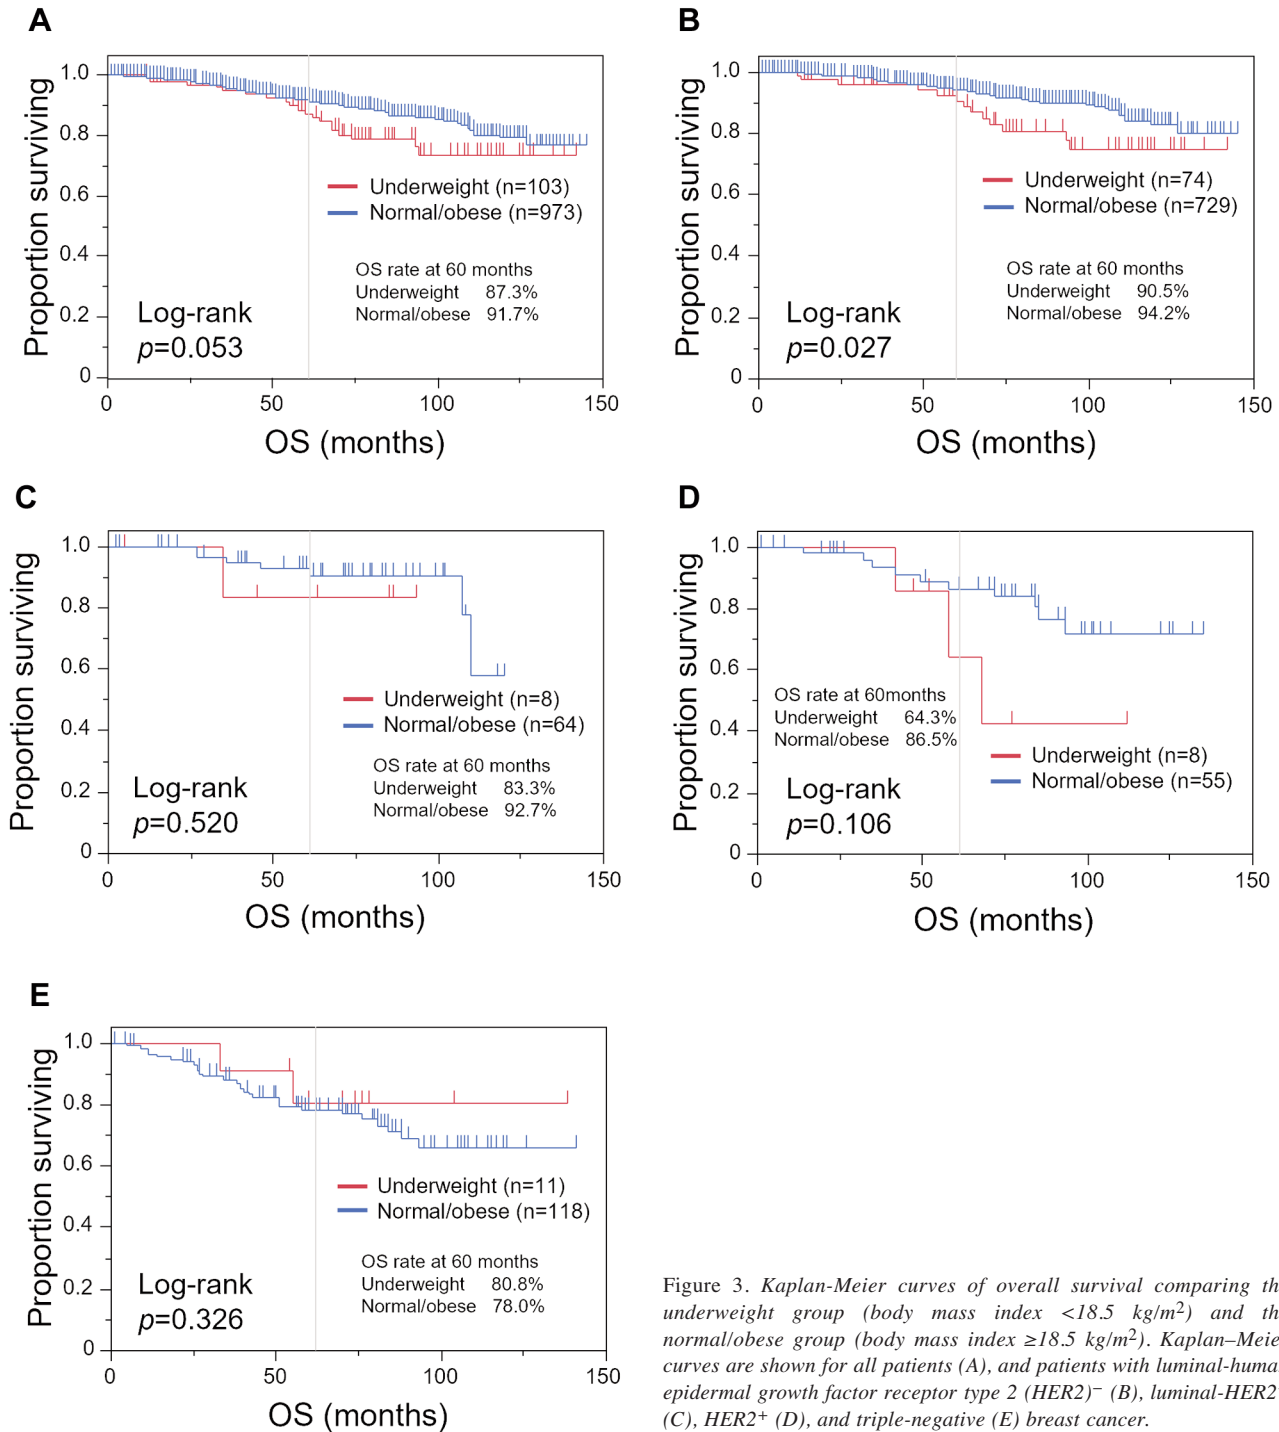 A
Proportion surviving
1.0
0.8
0.6
0.4
0.2
0
Underweight (n=103)
Normal/obese (n=973)
OS rate at 60 months
Underweight 87.3%
Normal/obese 91.7%
Log-rank
p=0.053
0 50 100 150
OS (months)
B
Proportion surviving
1.0
0.8
0.6
0.4
0.2
0
Underweight (n=74)
Normal/obese (n=729)
OS rate at 60 months
Underweight 90.5%
Normal/obese 94.2%
Log-rank
p=0.027
0 50 100 150
OS (months)
C
Proportion surviving
1.0
0.8
0.6
0.4
0.2
0
Underweight (n=8)
Normal/obese (n=64)
OS rate at 60 months
Underweight 83.3%
Normal/obese 92.7%
Log-rank
p=0.520
0 50 100 150
OS (months)
D
Proportion surviving
1.0
0.8
0.6
0.4
0.2
0
OS rate at 60months
Underweight 64.3%
Normal/obese 86.5%
Underweight (n=8)
Normal/obese (n=55)
Log-rank
p=0.106
0 50 100 150
OS (months)
E
Proportion surviving
1.0
0.8
0.6
0.4
0.2
0
Underweight (n=11)
Normal/obese (n=118)
OS rate at 60 months
Underweight 80.8%
Normal/obese 78.0%
Log-rank
p=0.326
0 50 100 150
OS (months)
Figure 3. Kaplan-Meier curves of overall survival comparing th
underweight group (body mass index <18.5 kg/m²) and th
normal/obese group (body mass index ≥18.5 kg/m²). Kaplan–Meie
curves are shown for all patients (A), and patients with luminal-huma
epidermal growth factor receptor type 2 (HER2)⁻ (B), luminal-HER2
(C), HER2⁺ (D), and triple-negative (E) breast cancer.